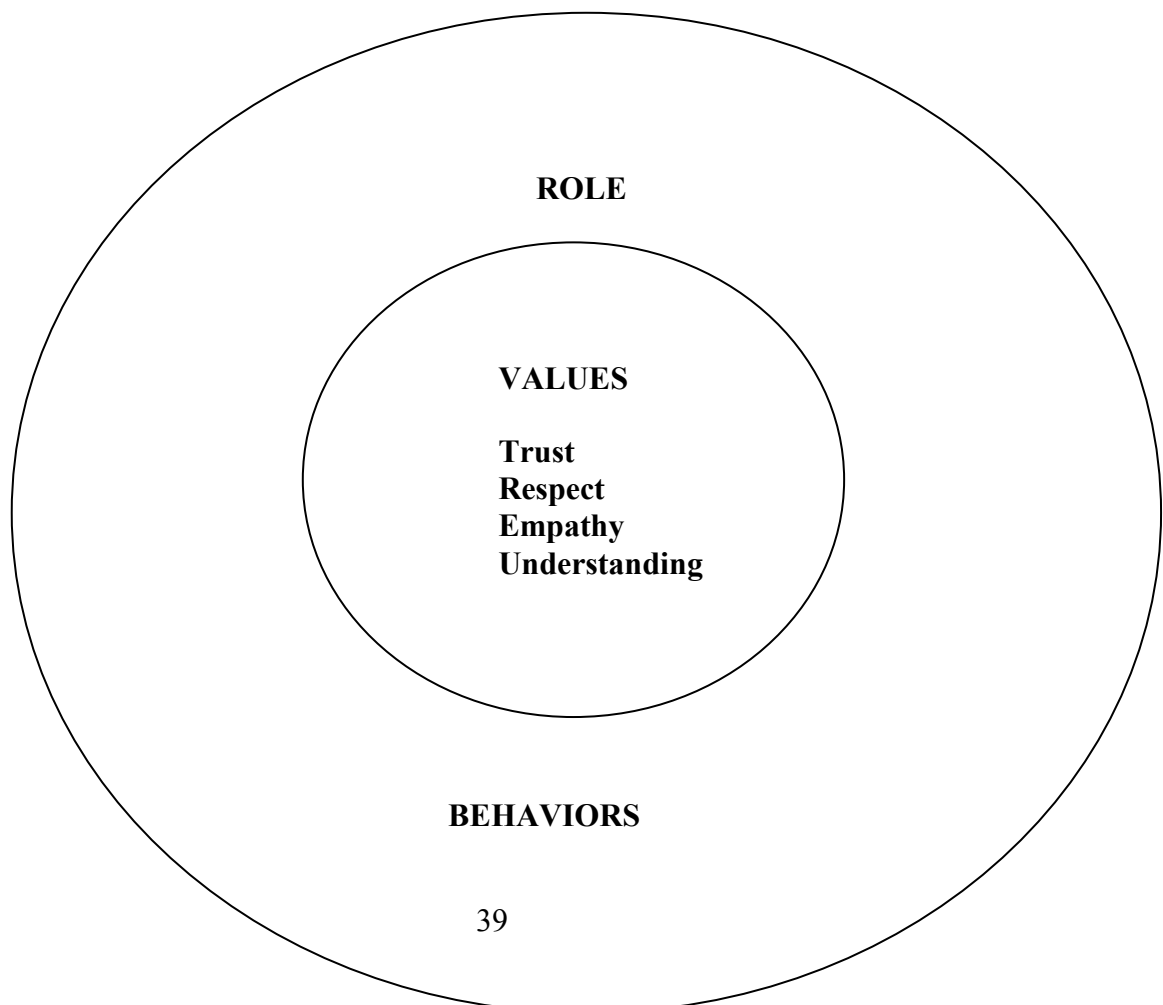 ROLE
VALUES
Trust
Respect
Empathy
Understanding
BEHAVIORS
39